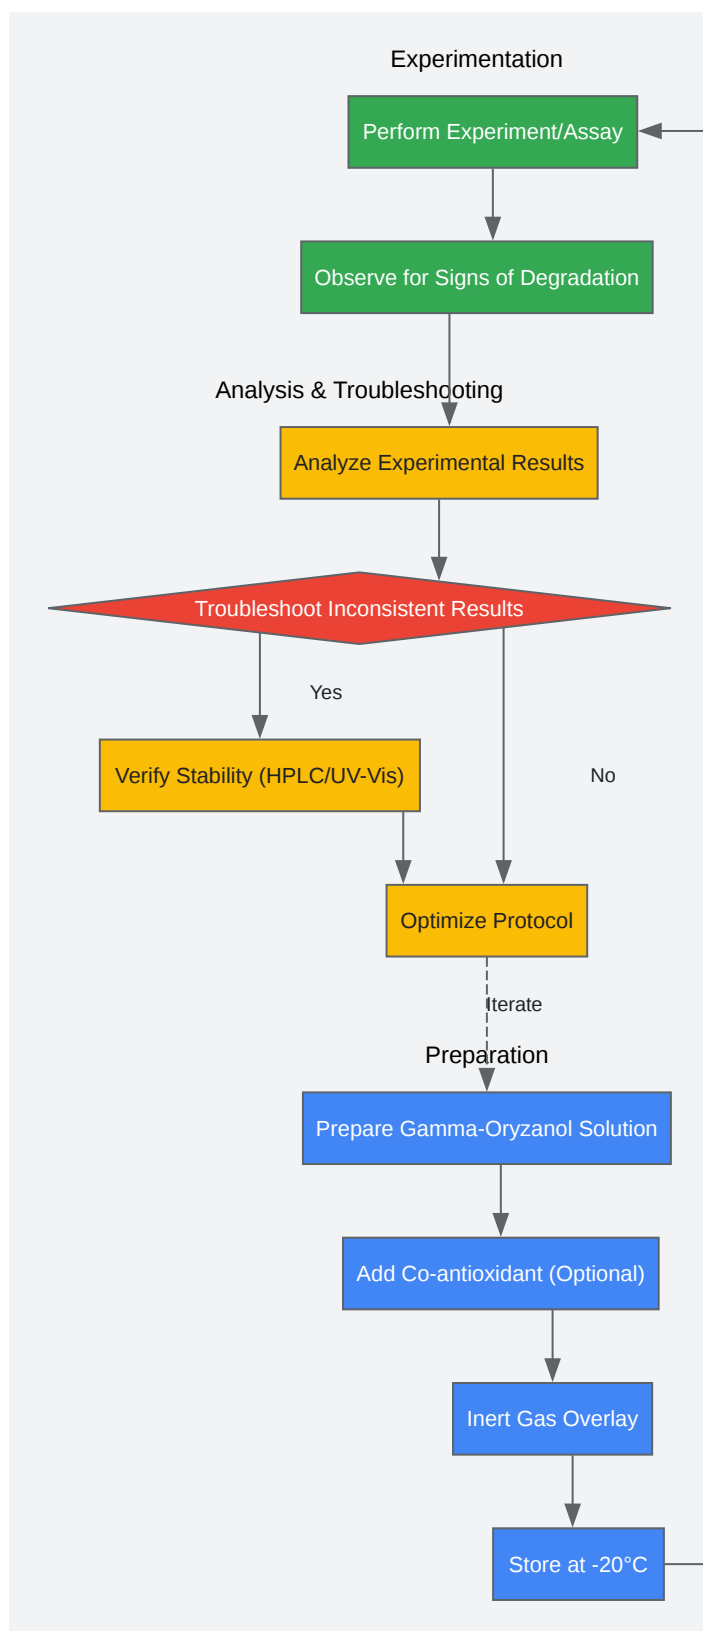 Experimentation
Perform Experiment/Assay
Observe for Signs of Degradation
Analysis & Troubleshooting
Analyze Experimental Results
Troubleshoot Inconsistent Results
Yes
Verify Stability (HPLC/UV-Vis)
No
Optimize Protocol
Iterate
Preparation
Prepare Gamma-Oryzanol Solution
Add Co-antioxidant (Optional)
Inert Gas Overlay
Store at -20°C